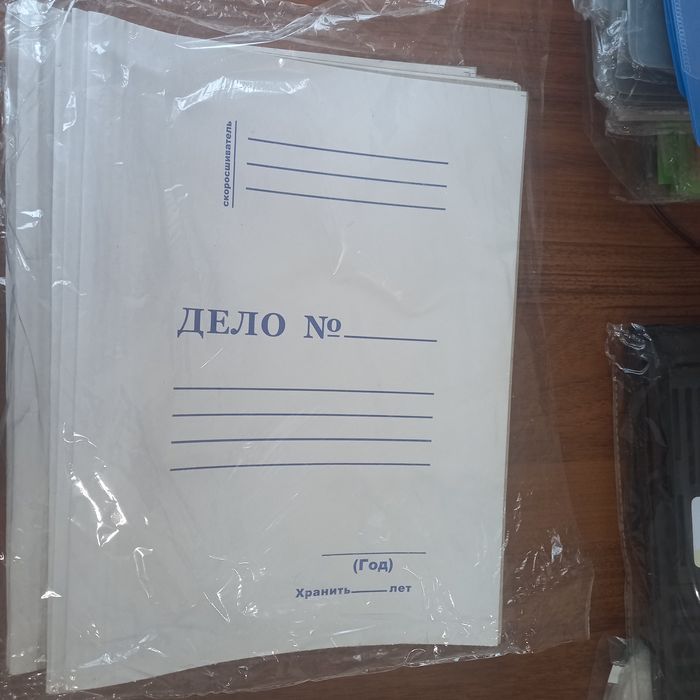 скоросшиватель
ДЕЛО №
(Год)
Хранить лет